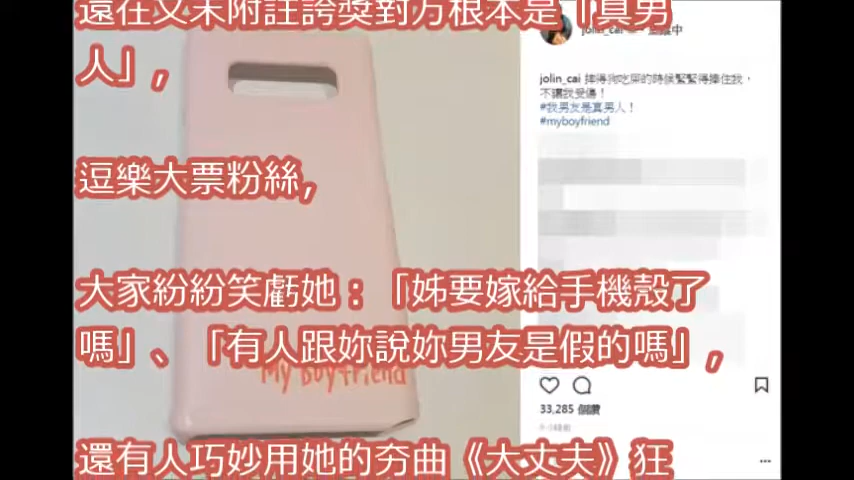 還在文末附註誇獎對方根本是「真男
人」，
逗樂大票粉絲，
大家紛紛笑虧她：「姊要嫁給手機殼了
嗎」、「有人跟妳說妳男友是假的嗎」，
還有人巧妙用她的夯曲《大丈夫》狂
My boyfriend
jolin_cai
jolin_cai 摔得狗吃屎的時候緊緊得捧住我，
不讓我受傷！
#我男友是真男人！
#myboyfriend
33,285 個讚